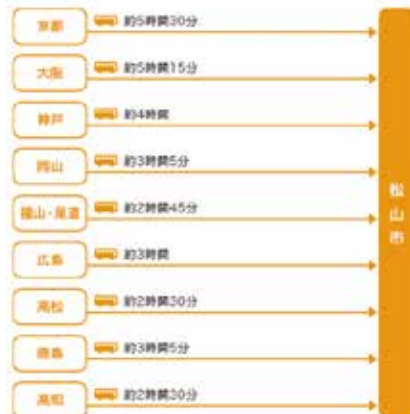 京都 約5時間30分
大阪 約5時間15分
神戸 約4時間
岡山 約3時間5分
福山・尾道 約2時間45分
広島 約3時間
高松 約2時間30分
徳島 約3時間5分
高知 約2時間30分
松山市